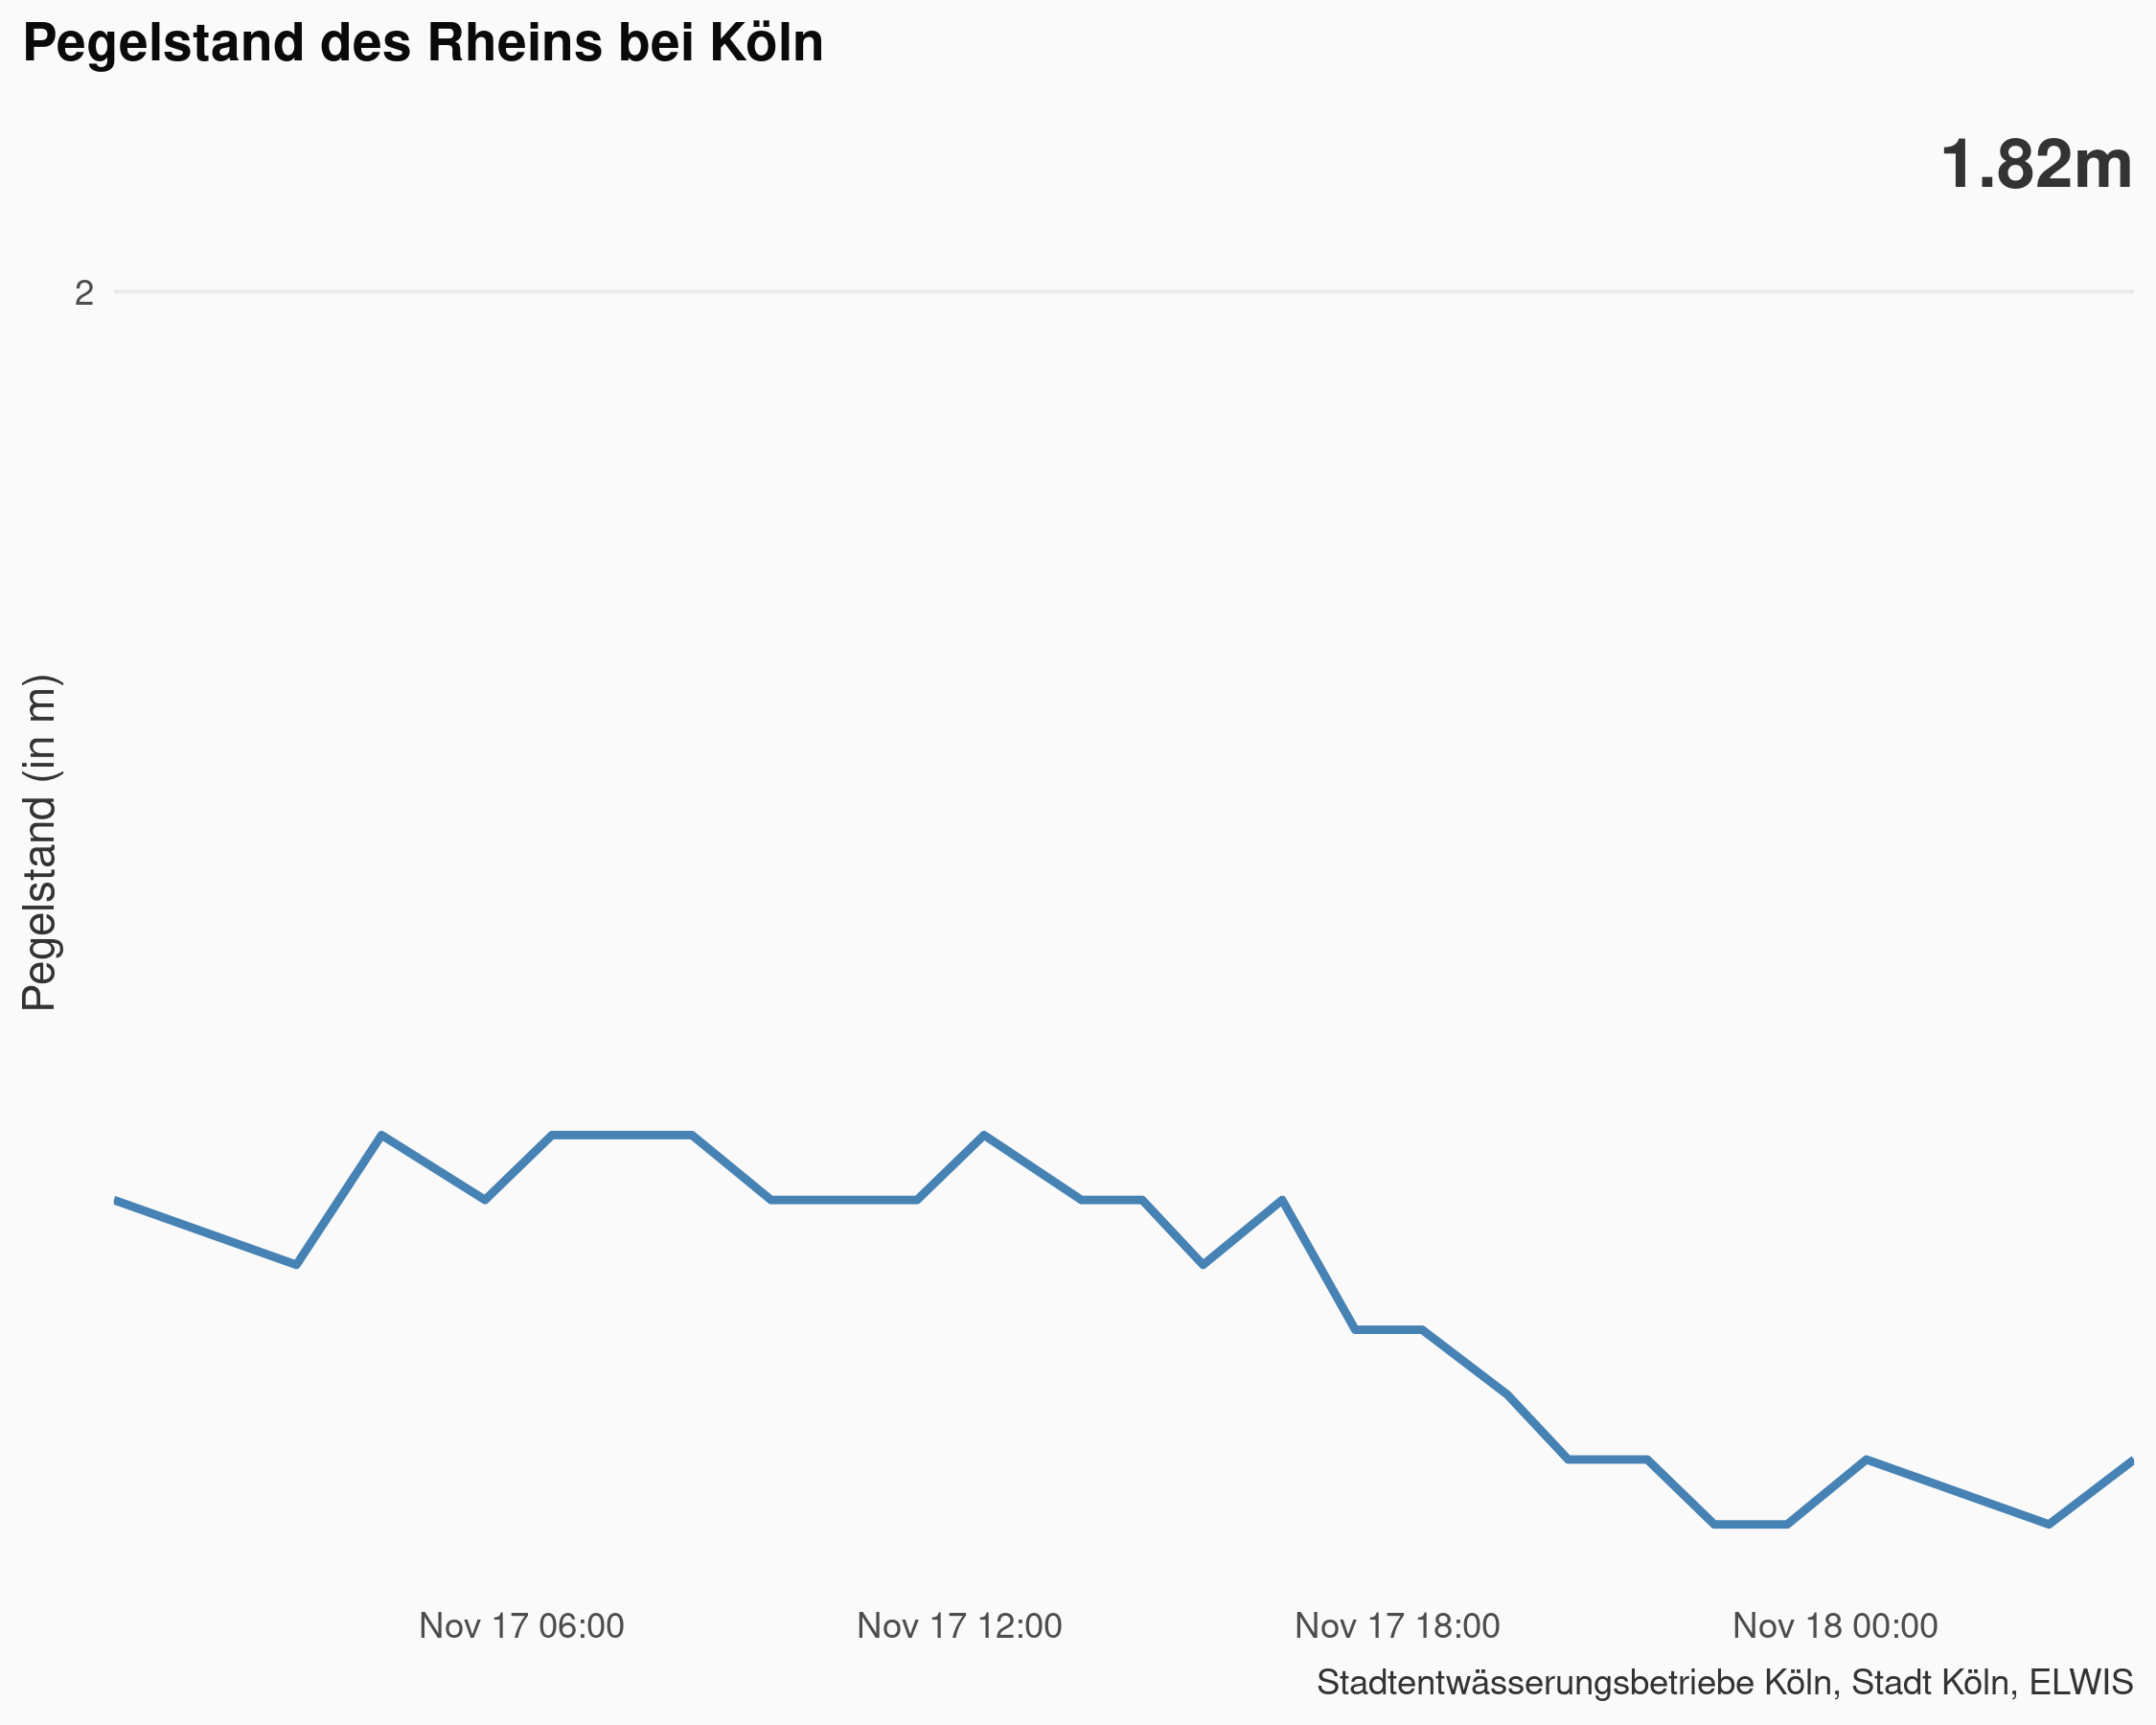 Pegelstand des Rheins bei Köln
1.82m
2
Pegelstand (in m)
Nov 17 06:00
Nov 17 12:00
Nov 17 18:00
Nov 18 00:00
Stadtentwässerungsbetriebe Köln, Stadt Köln, ELWIS